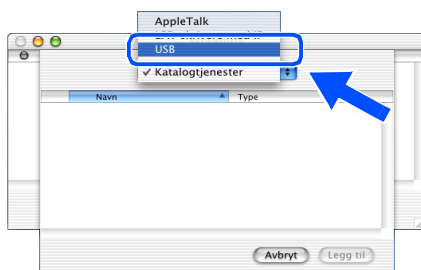 AppleTalk
USB
✓ Katalogtjenester
Navn Type
Avbryt Legg til